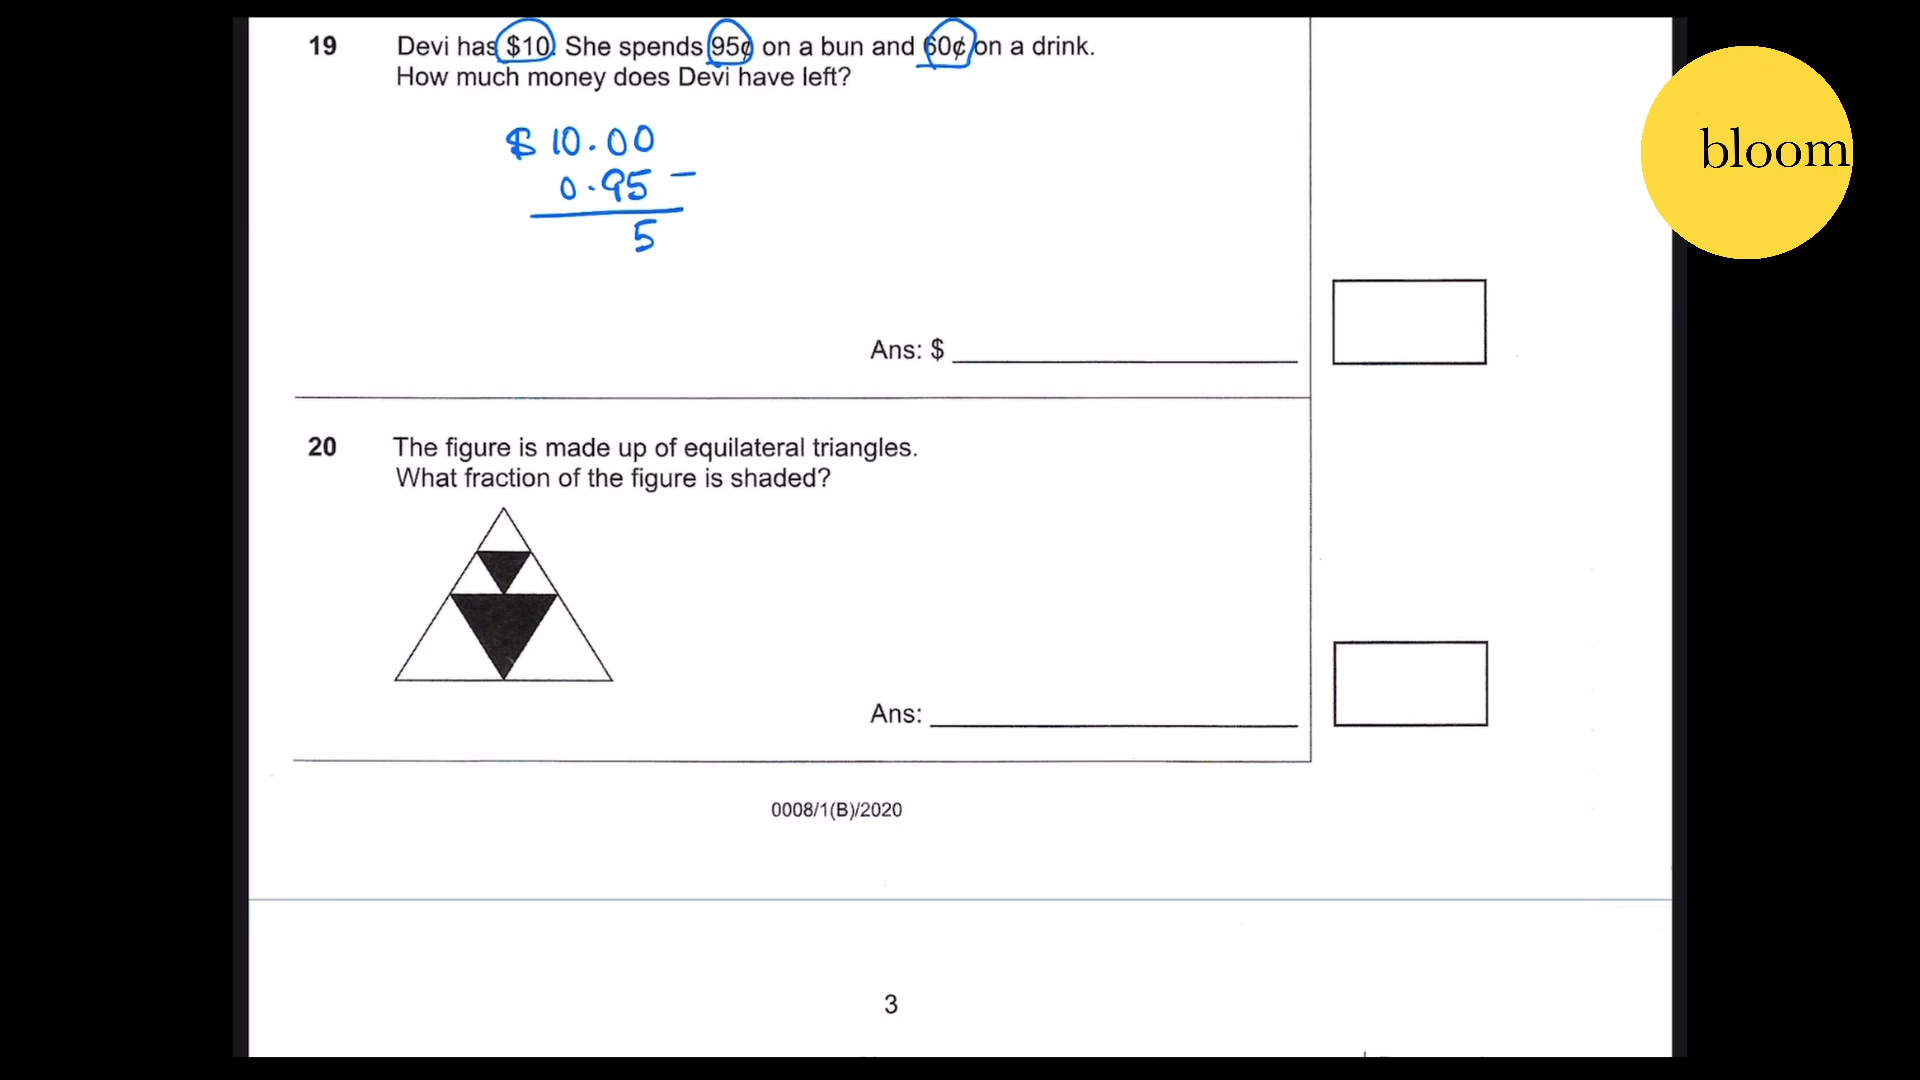 19 Devi has $10. She spends 95¢ on a bun and 60¢ on a drink.
How much money does Devi have left?
$ 10.00
0.95 –
5
Ans: $
20 The figure is made up of equilateral triangles.
What fraction of the figure is shaded?
Ans:
0008/1(B)/2020
3
bloom